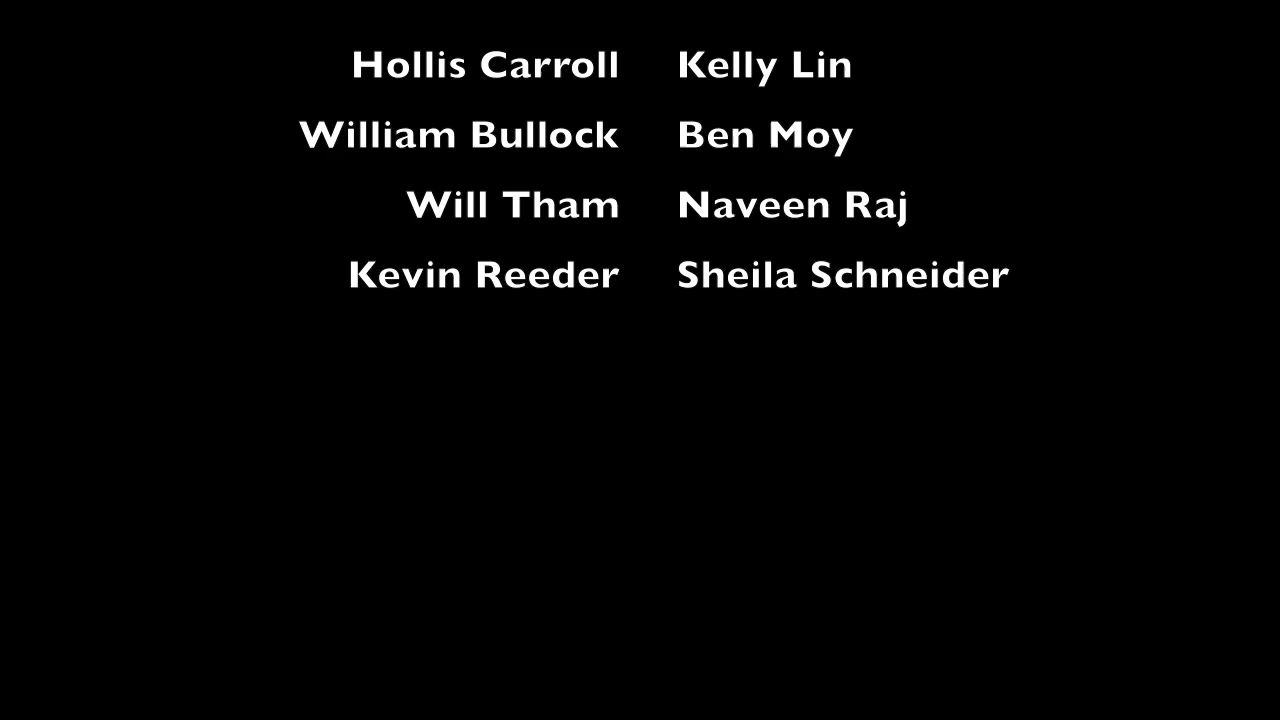 Hollis Carroll Kelly Lin
William Bullock Ben Moy
Will Tham Naveen Raj
Kevin Reeder Sheila Schneider